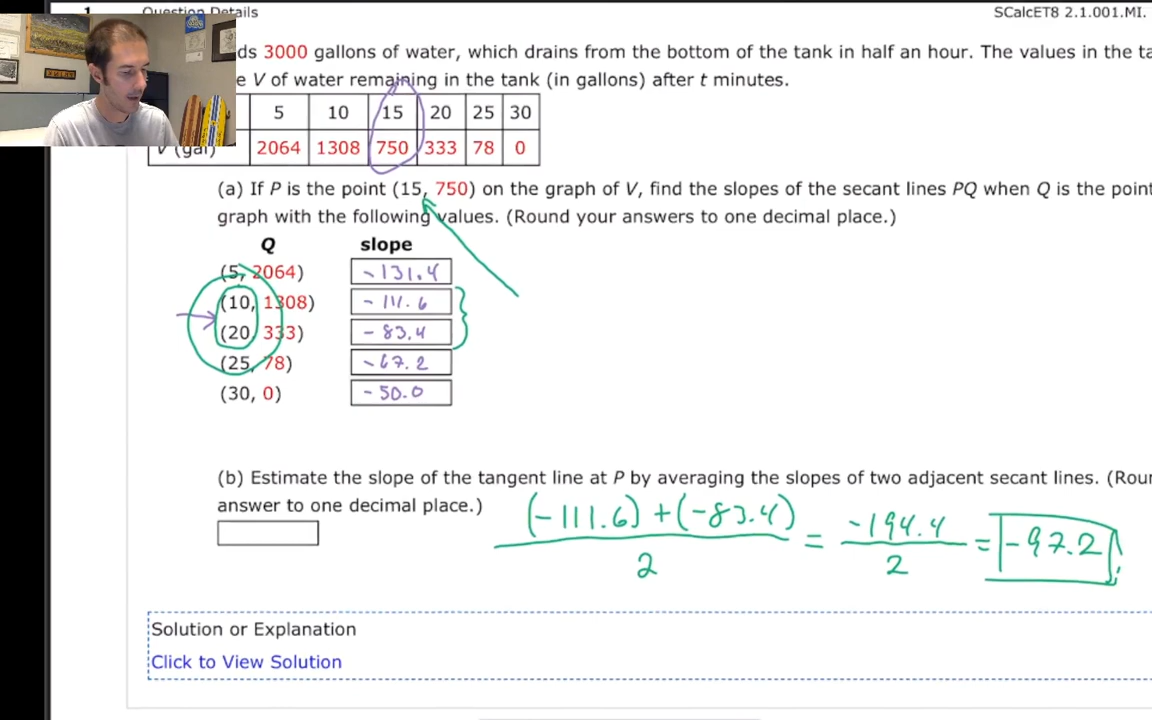 1 Question Details SCalcET8 2.1.001.MI.
ds 3000 gallons of water, which drains from the bottom of the tank in half an hour. The values in the ta
e V of water remaining in the tank (in gallons) after t minutes.
5 10 15 20 25 30
V (gal) 2064 1308 750 333 78 0
(a) If P is the point (15, 750) on the graph of V, find the slopes of the secant lines PQ when Q is the point
graph with the following values. (Round your answers to one decimal place.)
Q slope
(5, 2064) -131.4
(10, 1308) -111.6
(20, 333) -83.4
(25, 78) -67.2
(30, 0) -50.0
(b) Estimate the slope of the tangent line at P by averaging the slopes of two adjacent secant lines. (Roun
answer to one decimal place.)
(-111.6) + (-83.4) / 2 = -194.4 / 2 = -97.2
Solution or Explanation
Click to View Solution